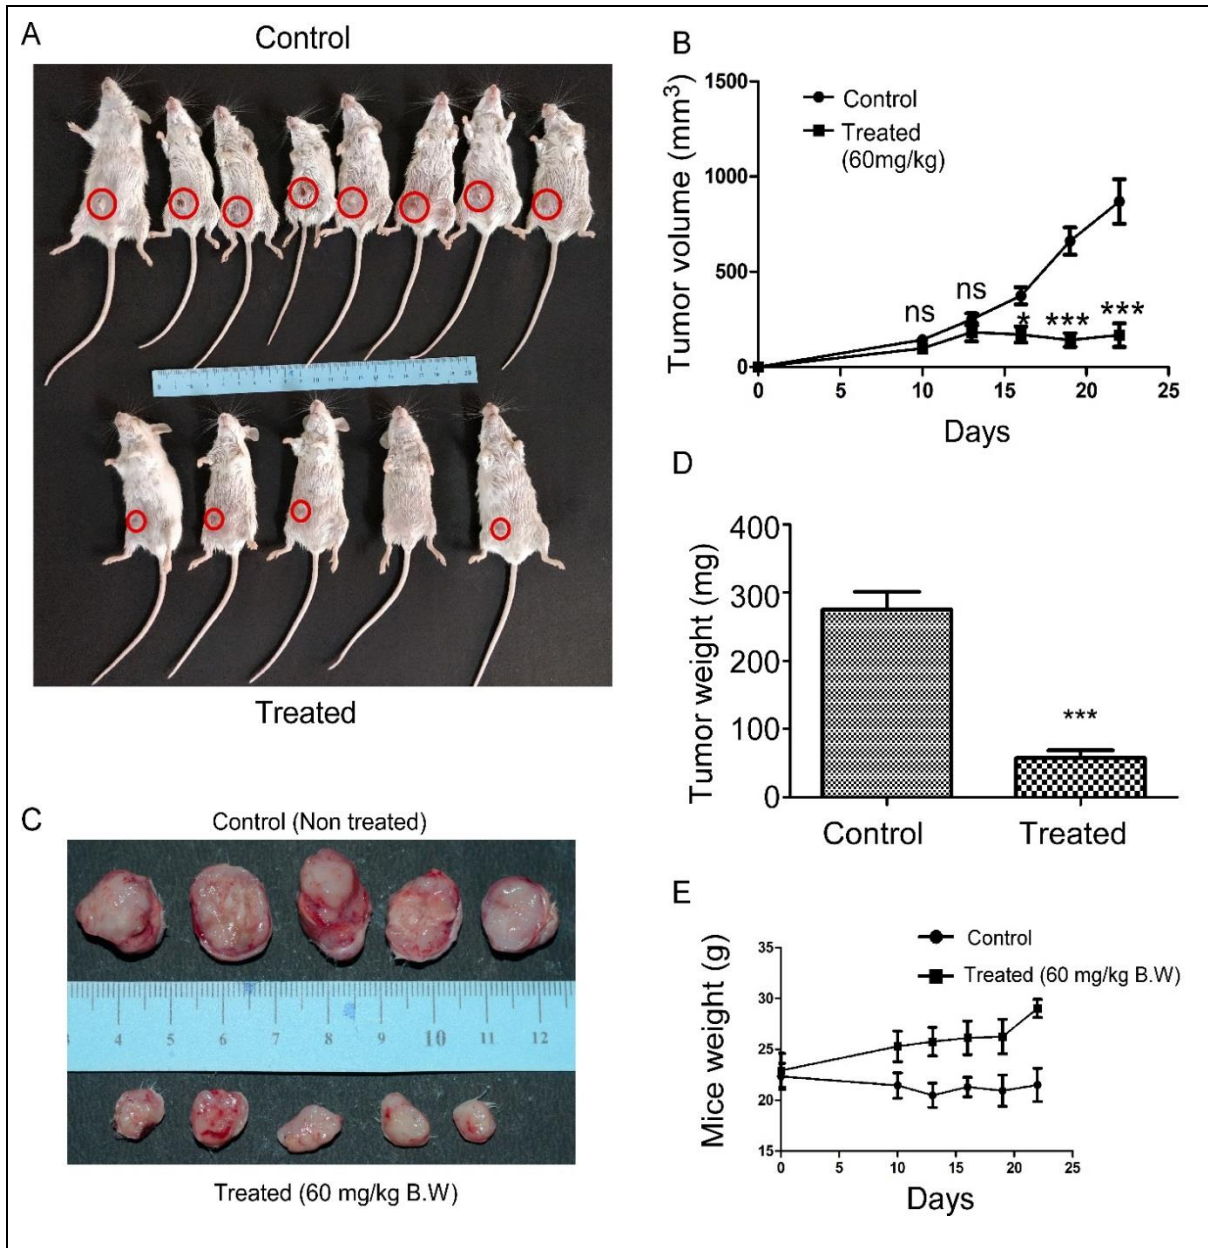 A
Control
Treated
B
Tumor volume (mm³)
1500
1000
500
0
Control
Treated
(60mg/kg)
ns
ns
*
***
***
0
5
10
15
20
25
Days
C
Control (Non treated)
3 4 5 6 7 8 9 10 11 12
Treated (60 mg/kg B.W)
D
Tumor weight (mg)
400
300
200
100
0
***
Control
Treated
E
Mice weight (g)
35
30
25
20
15
Control
Treated (60 mg/kg B.W)
0
5
10
15
20
25
Days